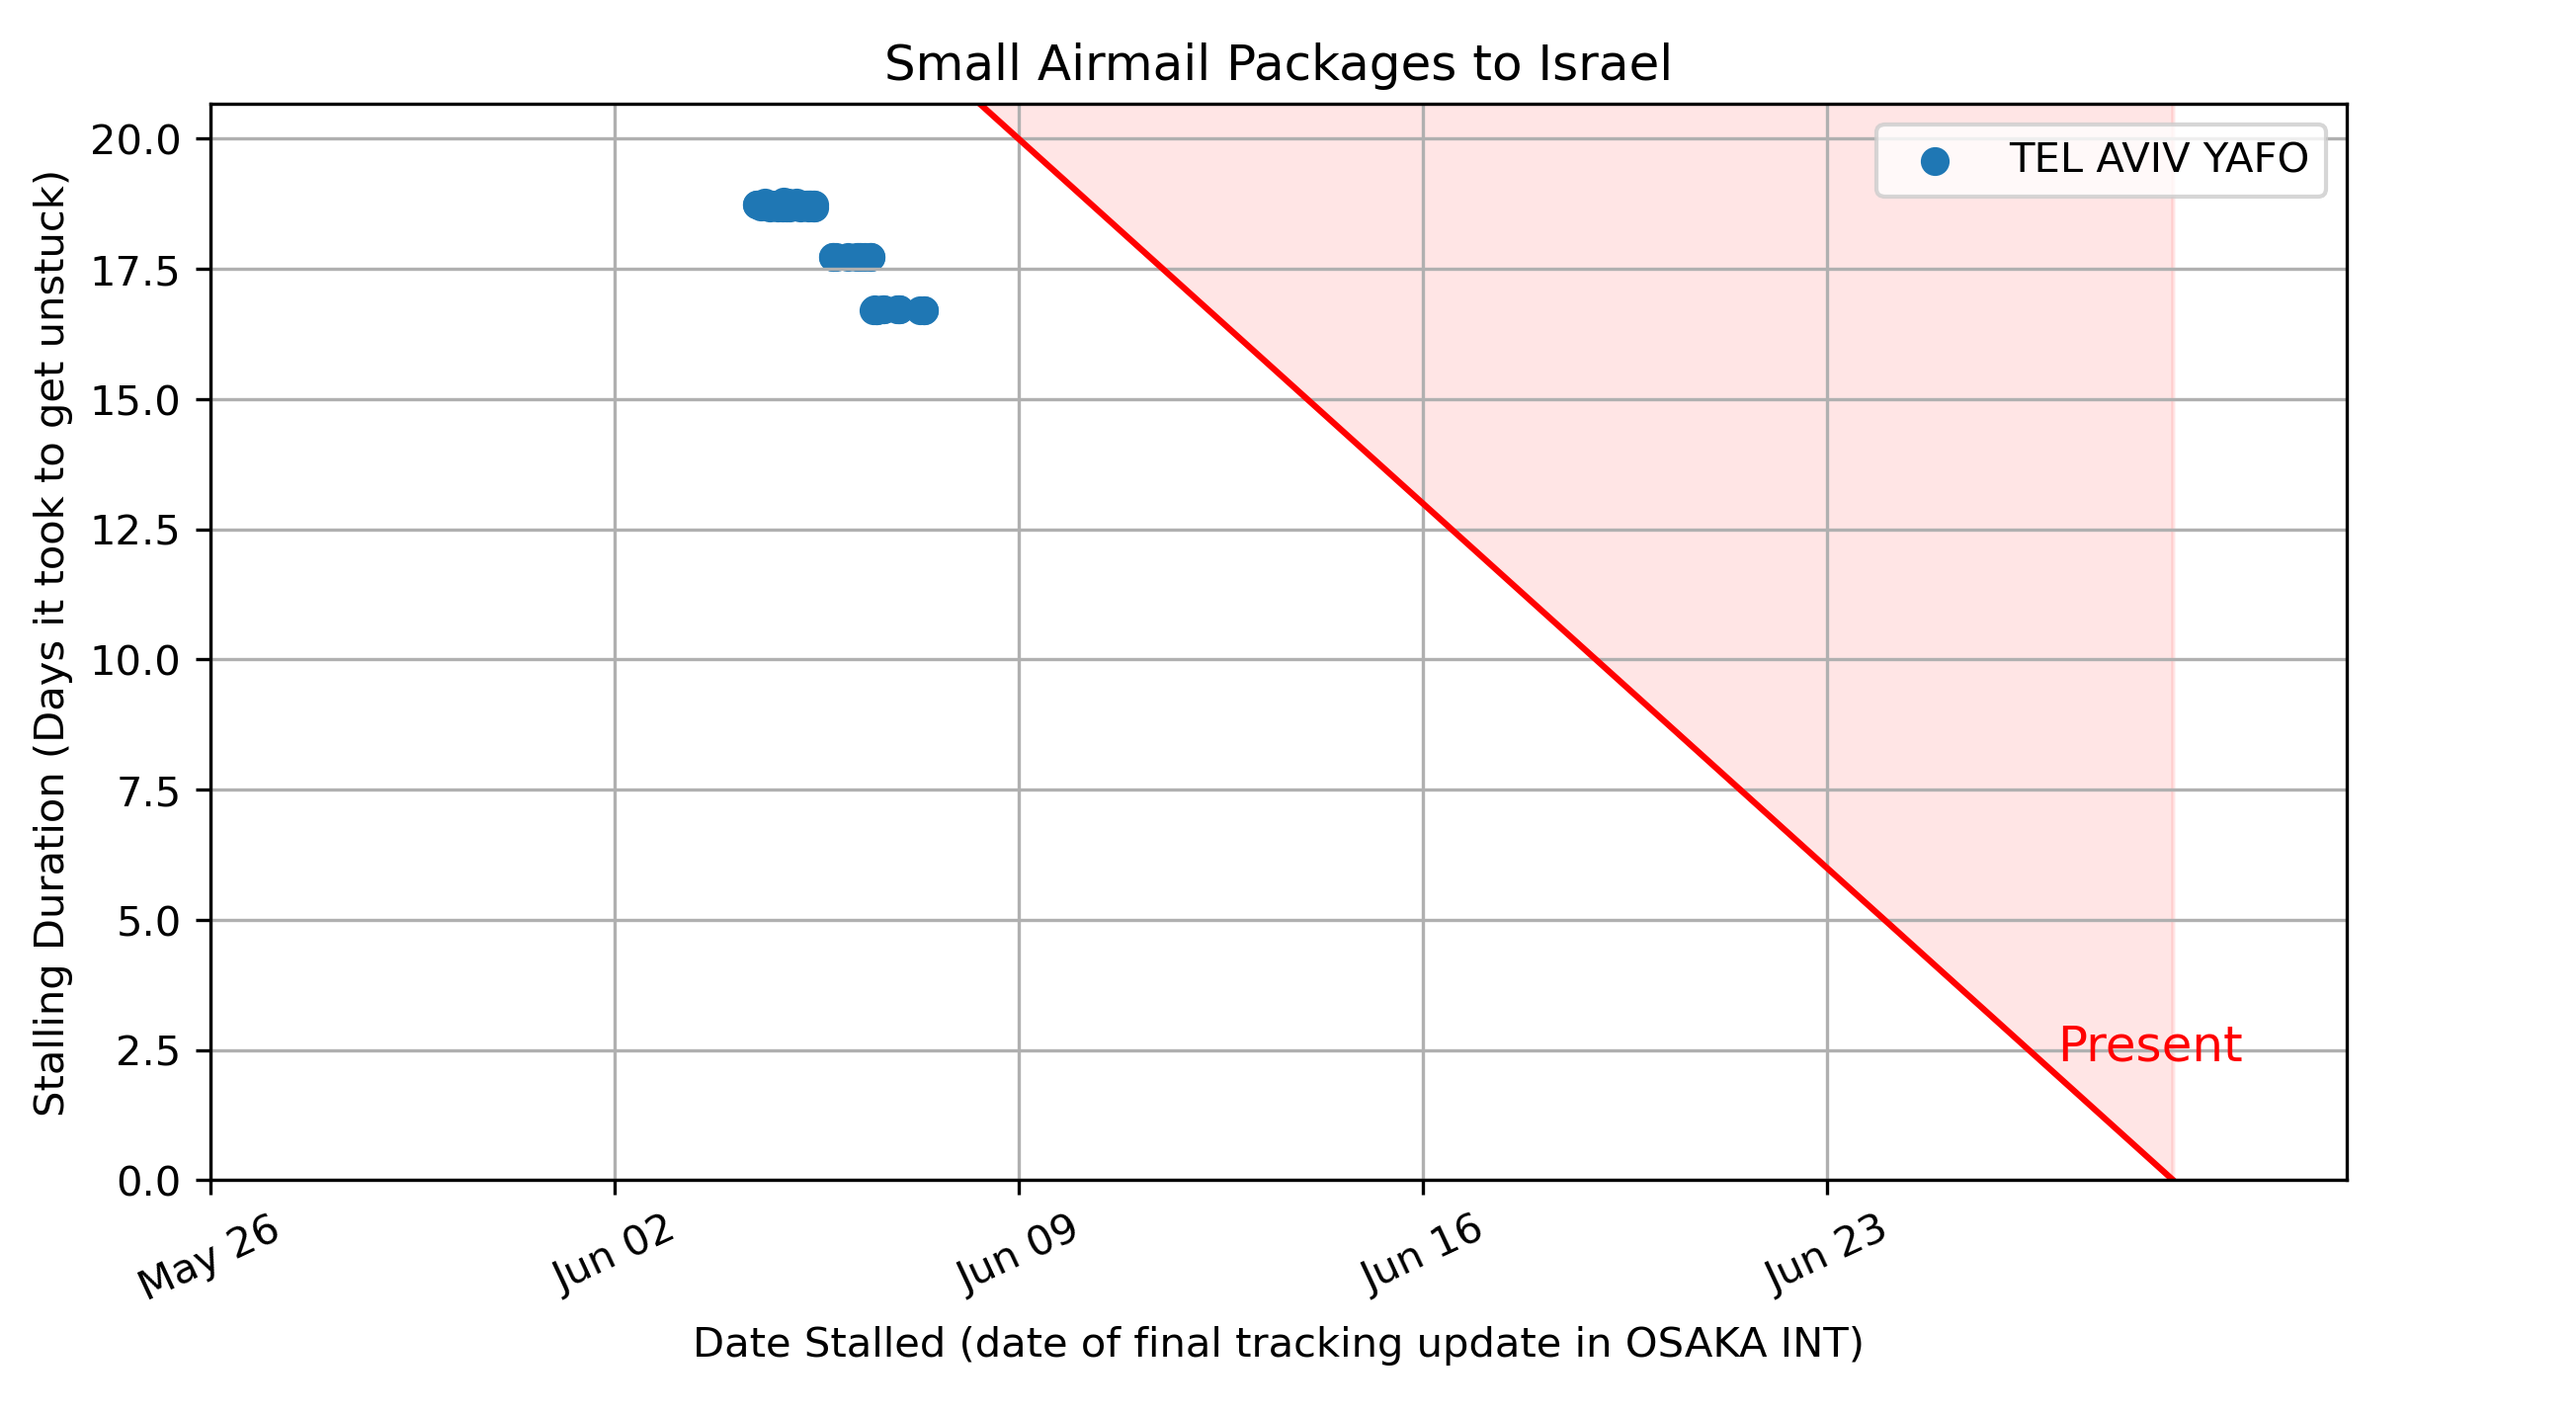 Small Airmail Packages to Israel
TEL AVIV YAFO
Stalling Duration (Days it took to get unstuck)
20.0
17.5
15.0
12.5
10.0
7.5
5.0
2.5
0.0
Present
May 26
Jun 02
Jun 09
Jun 16
Jun 23
Date Stalled (date of final tracking update in OSAKA INT)